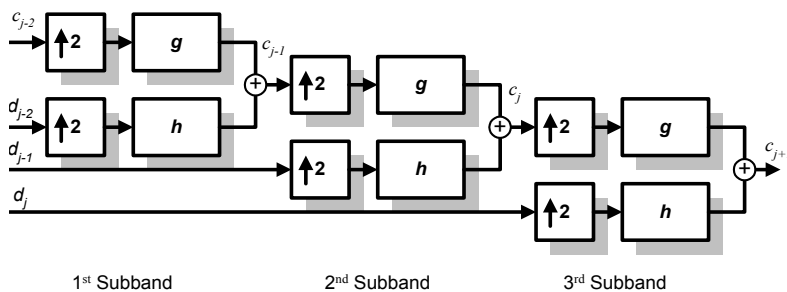 c_{j-2}
↑2
g
c_{j-1}
+
↑2
g
c_j
d_{j-2}
↑2
h
+
↑2
g
d_{j-1}
↑2
h
+
c_{j+}
d_j
↑2
h
1st Subband
2nd Subband
3rd Subband